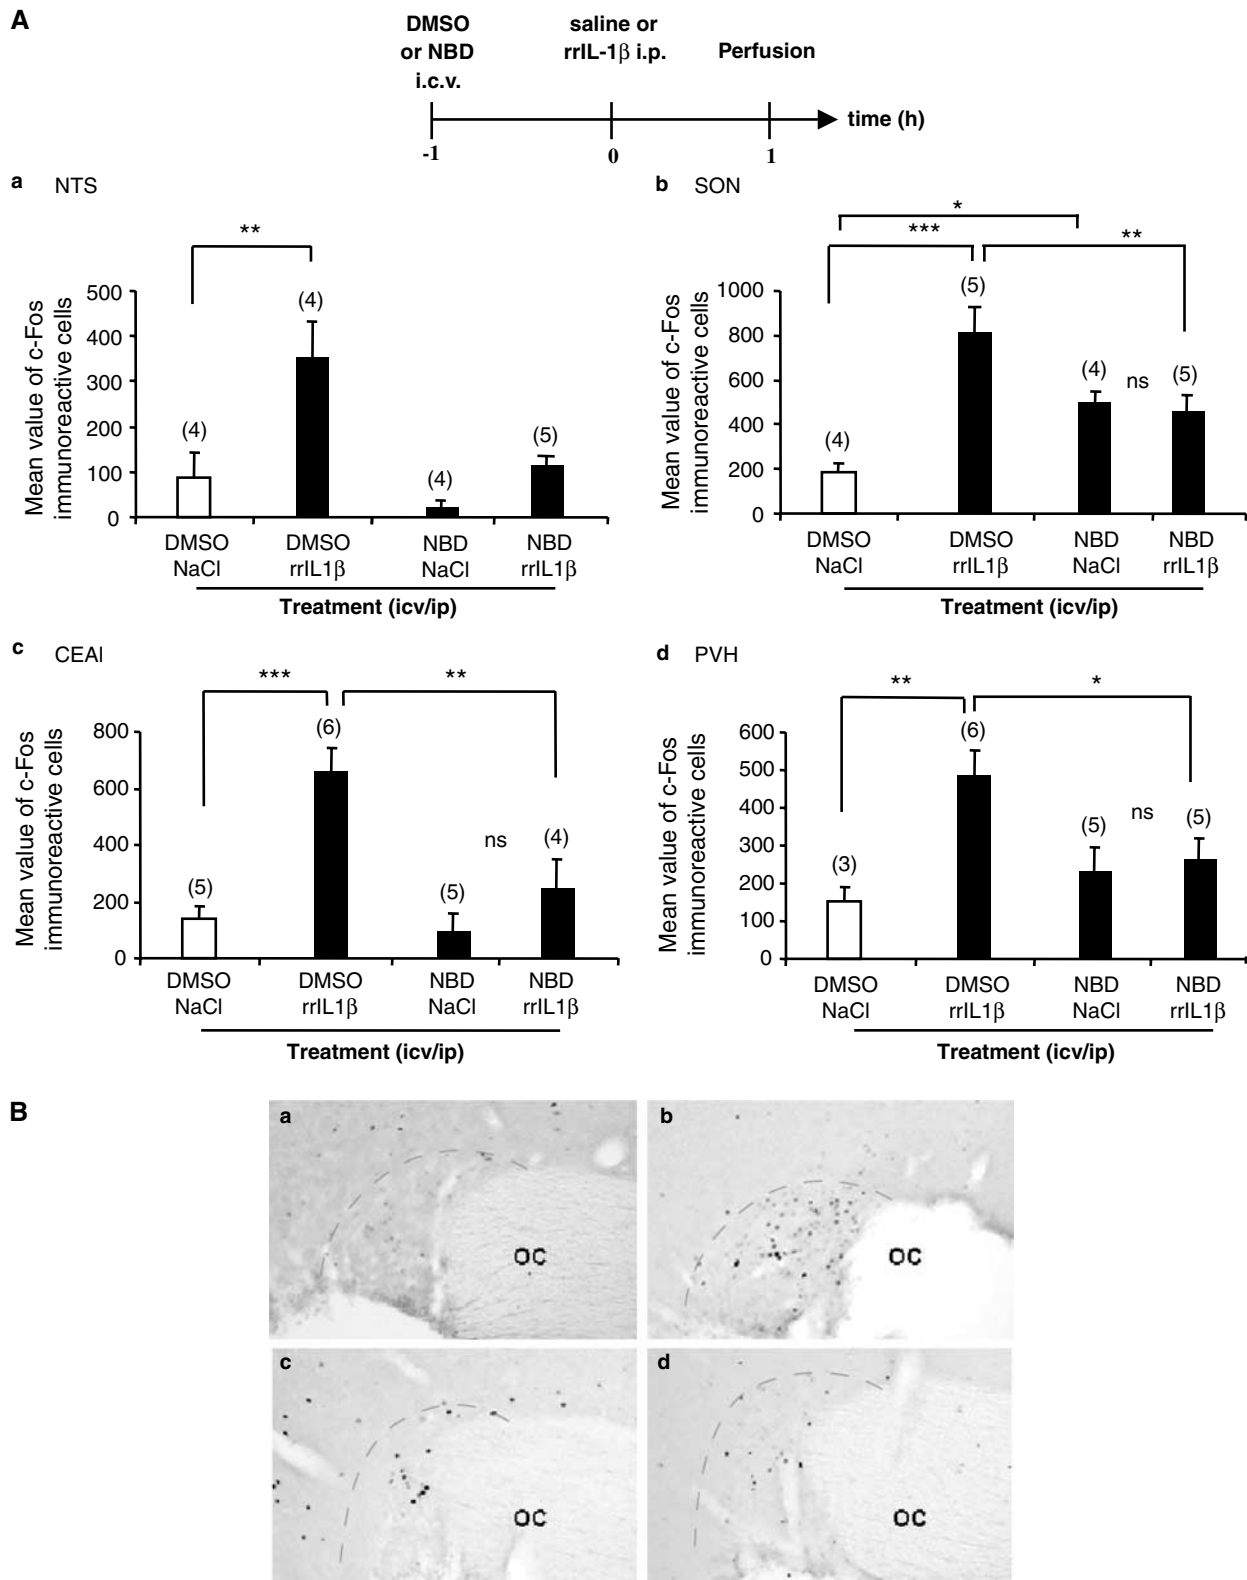 A
DMSO
or NBD
i.c.v.
saline or
rrIL-1β i.p.
Perfusion
time (h)
-1
0
1
a NTS
**
Mean value of c-Fos
immunoreactive cells
500
400
300
200
100
0
(4)
(4)
(4)
(5)
DMSO
NaCl
DMSO
rrIL1β
NBD
NaCl
NBD
rrIL1β
Treatment (icv/ip)
b SON
*
***
**
Mean value of c-Fos
immunoreactive cells
1000
800
600
400
200
0
(4)
(5)
(4)
ns
(5)
DMSO
NaCl
DMSO
rrIL1β
NBD
NaCl
NBD
rrIL1β
Treatment (icv/ip)
c CEAl
***
**
Mean value of c-Fos
immunoreactive cells
800
600
400
200
0
(5)
(6)
(5)
ns
(4)
DMSO
NaCl
DMSO
rrIL1β
NBD
NaCl
NBD
rrIL1β
Treatment (icv/ip)
d PVH
**
*
Mean value of c-Fos
immunoreactive cells
600
500
400
300
200
100
0
(3)
(6)
(5)
ns
(5)
DMSO
NaCl
DMSO
rrIL1β
NBD
NaCl
NBD
rrIL1β
Treatment (icv/ip)
B
a
oc
b
oc
c
oc
d
oc